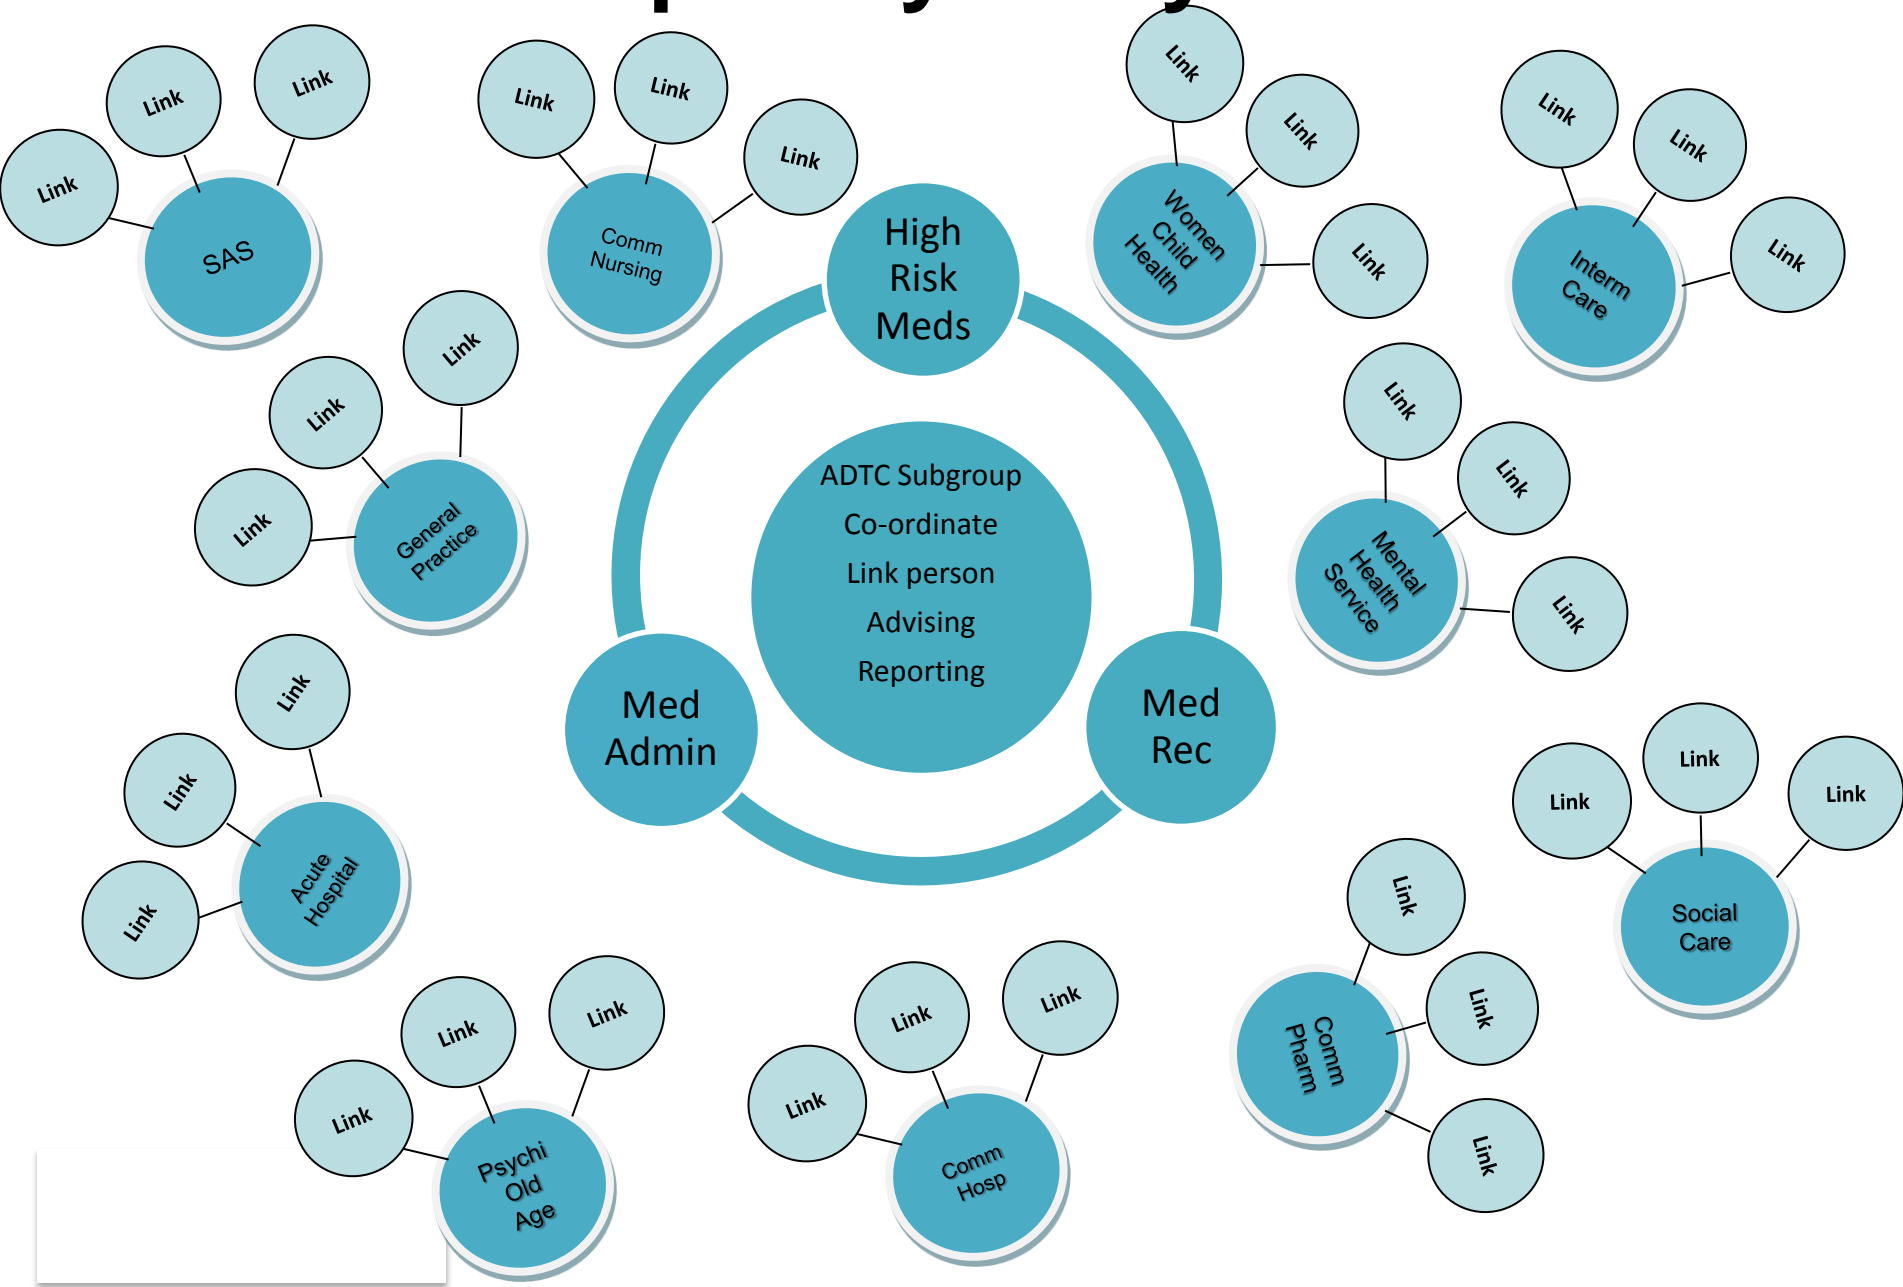 Link
Link
Link
SAS
Link
Link
Link
Comm
Nursing
High
Risk
Meds
Link
Link
Link
Women
Child
Health
Link
Link
Link
Interm
Care
Link
Link
Link
General
Practice
ADTC Subgroup
Co-ordinate
Link person
Advising
Reporting
Link
Link
Link
Mental
Health
Service
Med
Admin
Med
Rec
Link
Link
Link
Acute
Hospital
Link
Link
Link
Social
Care
Link
Link
Link
Psychi
Old
Age
Link
Link
Link
Comm
Hosp
Link
Link
Link
Comm
Pharm